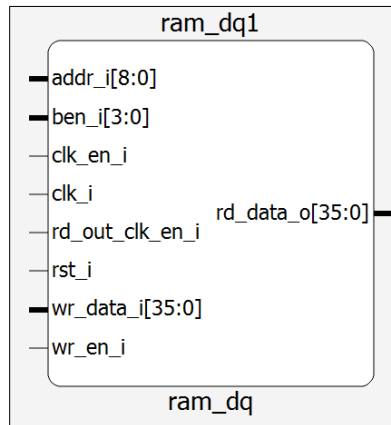 ram_dq1
addr_i[8:0]
ben_i[3:0]
clk_en_i
clk_i
rd_data_o[35:0]
rd_out_clk_en_i
rst_i
wr_data_i[35:0]
wr_en_i
ram_dq